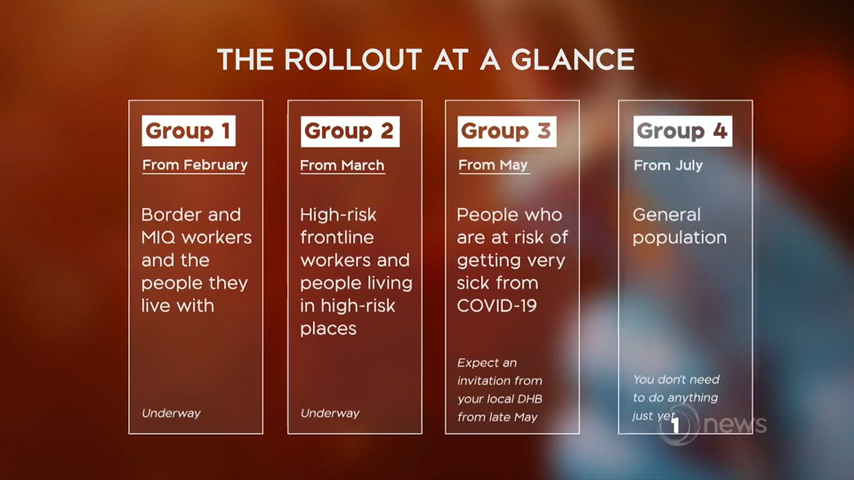 THE ROLLOUT AT A GLANCE
Group 1
From February
Border and
MIQ workers
and the
people they
live with
Underway
Group 2
From March
High-risk
frontline
workers and
people living
in high-risk
places
Underway
Group 3
From May
People who
are at risk of
getting very
sick from
COVID-19
Expect an
invitation from
your local DHB
from late May
Group 4
From July
General
population
You don't need
to do anything
just yet
1 news